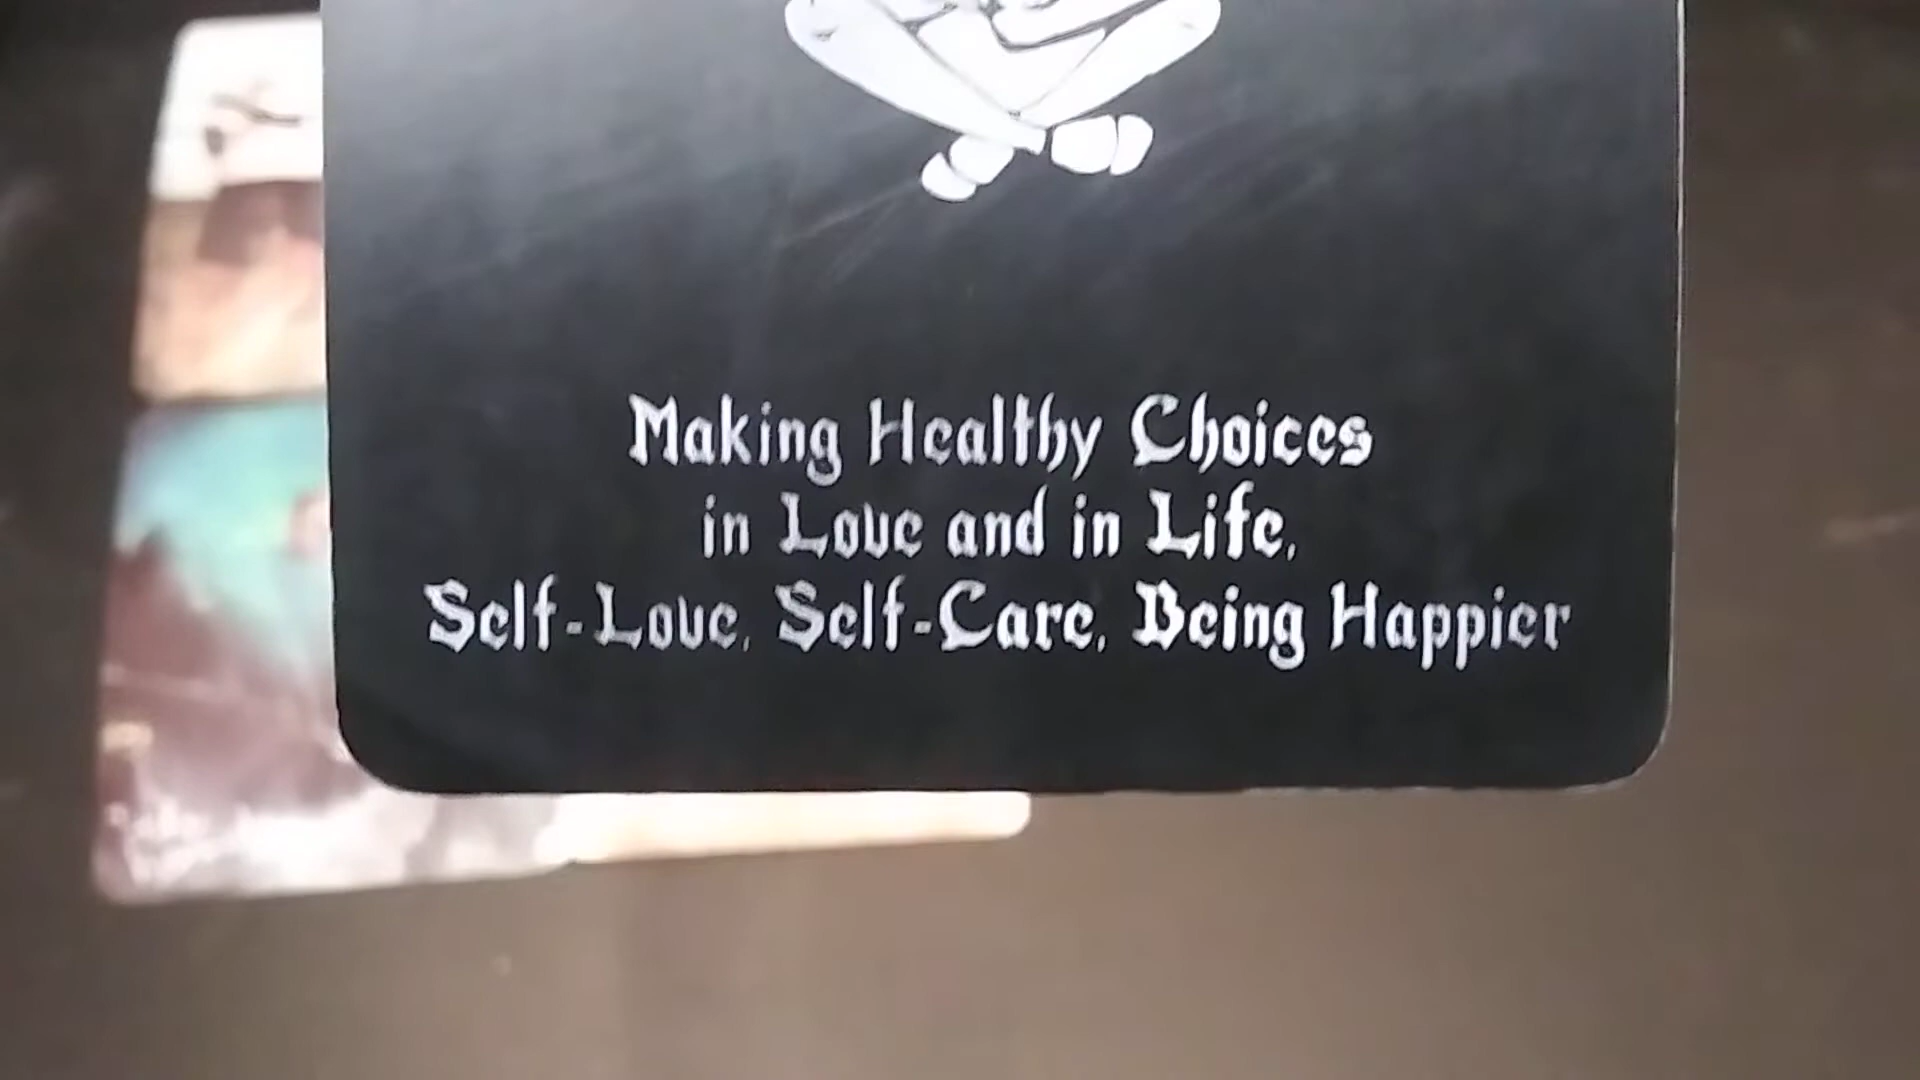 Making Healthy Choices
in Love and in Life,
Self-Love, Self-Care, Being Happier